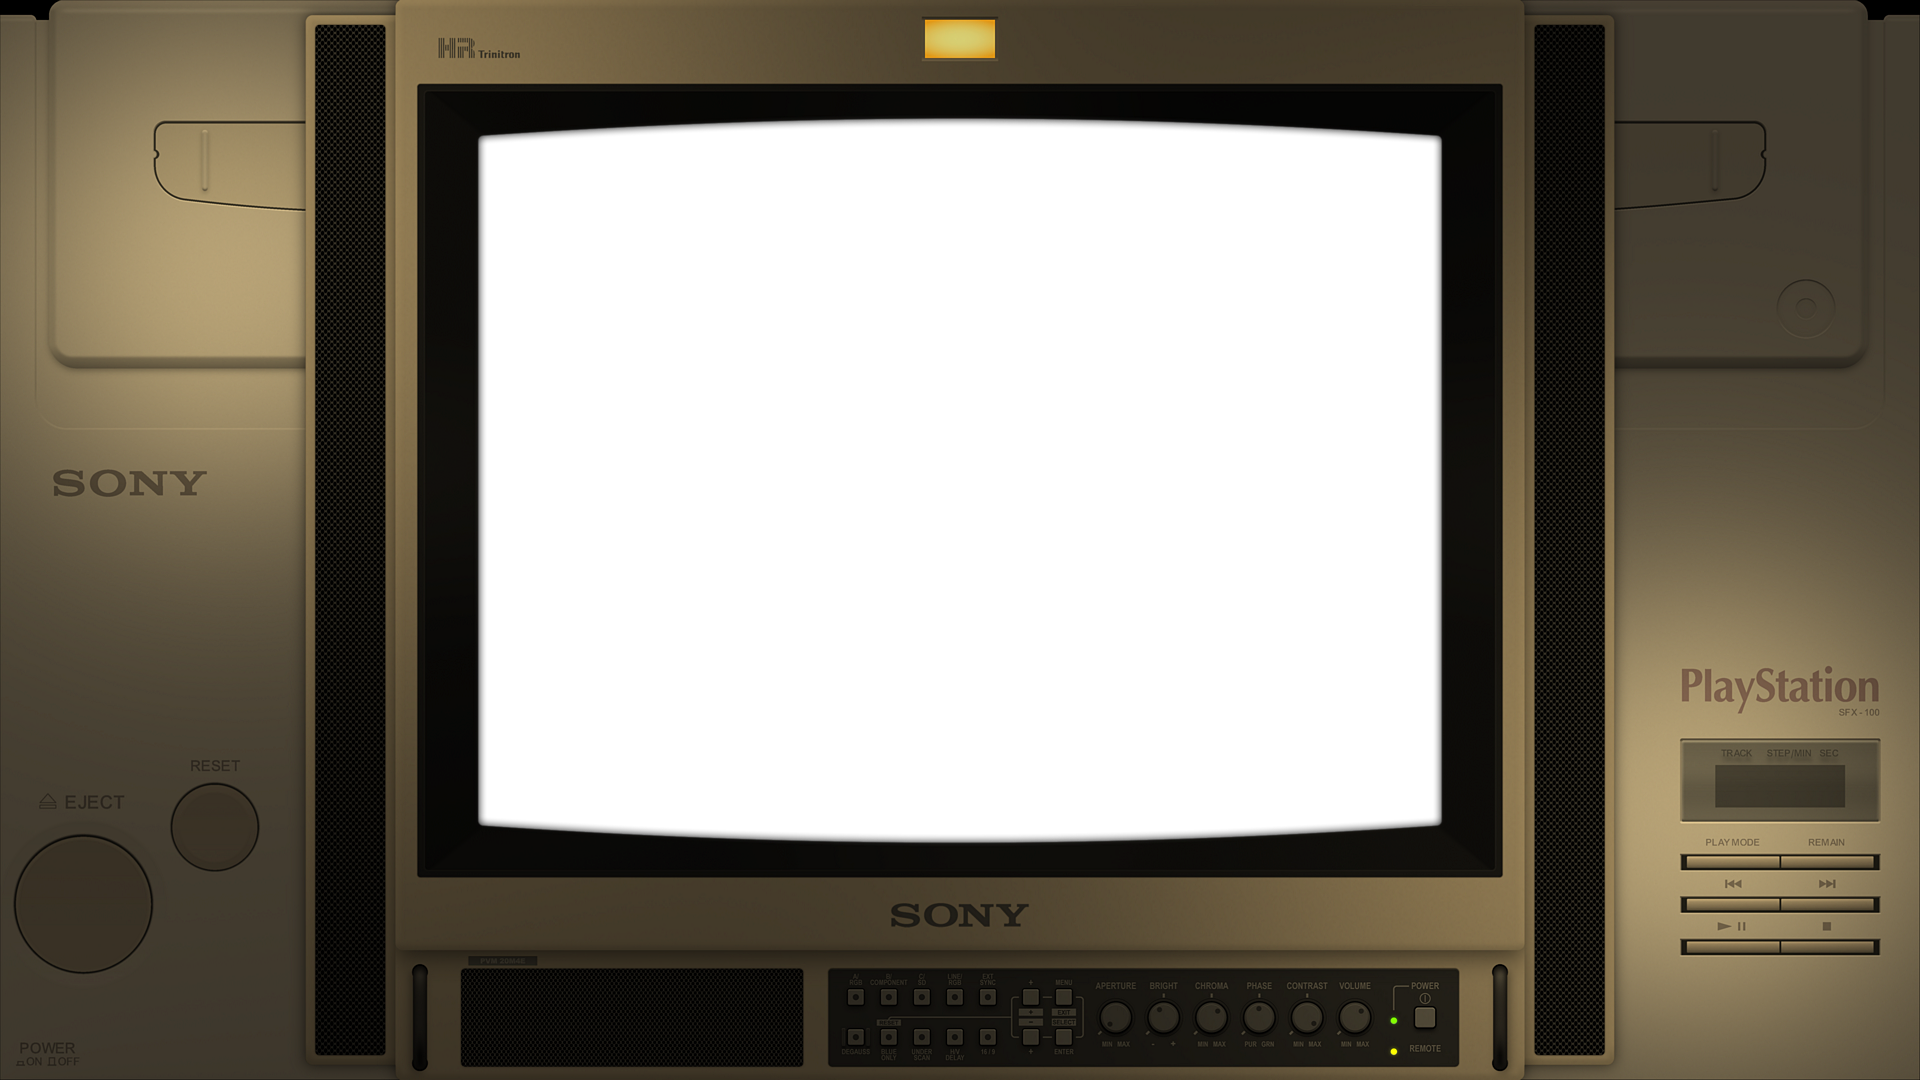 HR Trinitron
SONY
PlayStation
SFX-100
TRACK STEP/MIN SEC
RESET
EJECT
PLAY MODE REMAIN
SONY
POWER
ON OFF
A/ RGB
B/ COMPONENT
C/ SD
LINE/ RGB
EXT SYNC
MENU
APERTURE BRIGHT CHROMA PHASE CONTRAST VOLUME POWER
RESET
EXIT
SELECT
DEGAUSS
BLUE ONLY
UNDER SCAN
H/V DELAY
16/9
ENTER
MIN MAX
- +
MIN MAX
PUR GRN
MIN MAX
MIN MAX
REMOTE